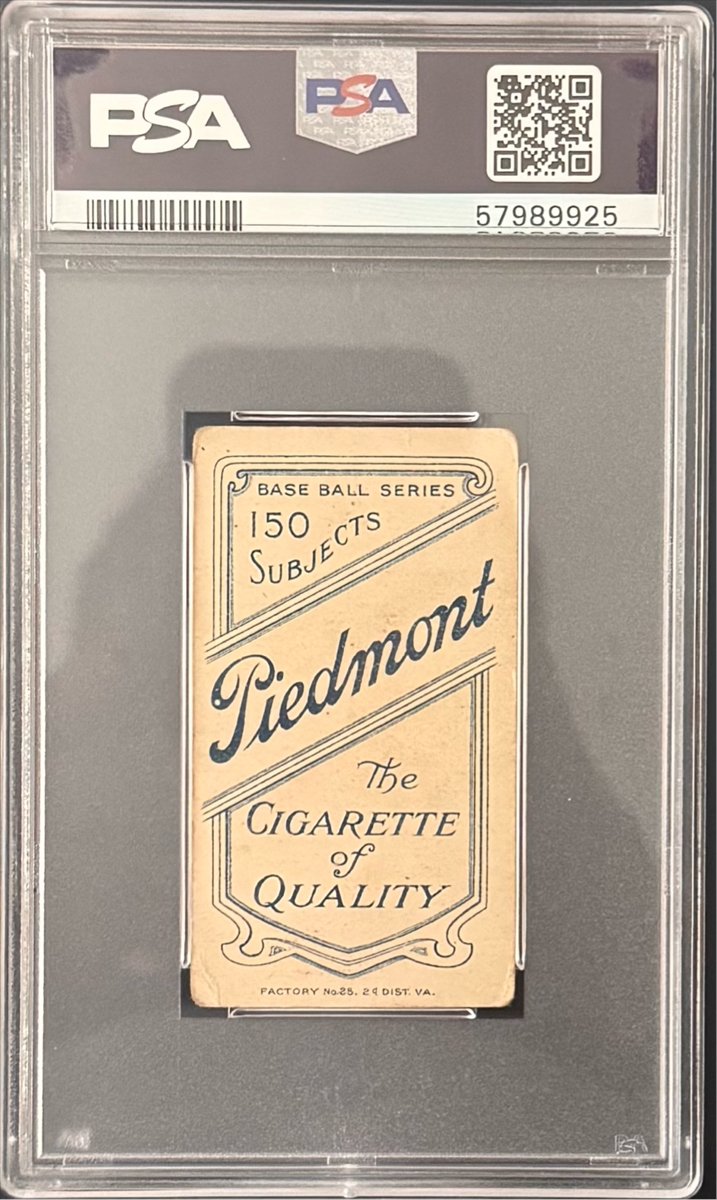 PSA
PSA
57989925
BASE BALL SERIES
150
SUBJECTS
Piedmont
The
CIGARETTE
of
QUALITY
FACTORY No. 25. 2d DIST. VA.
PSA